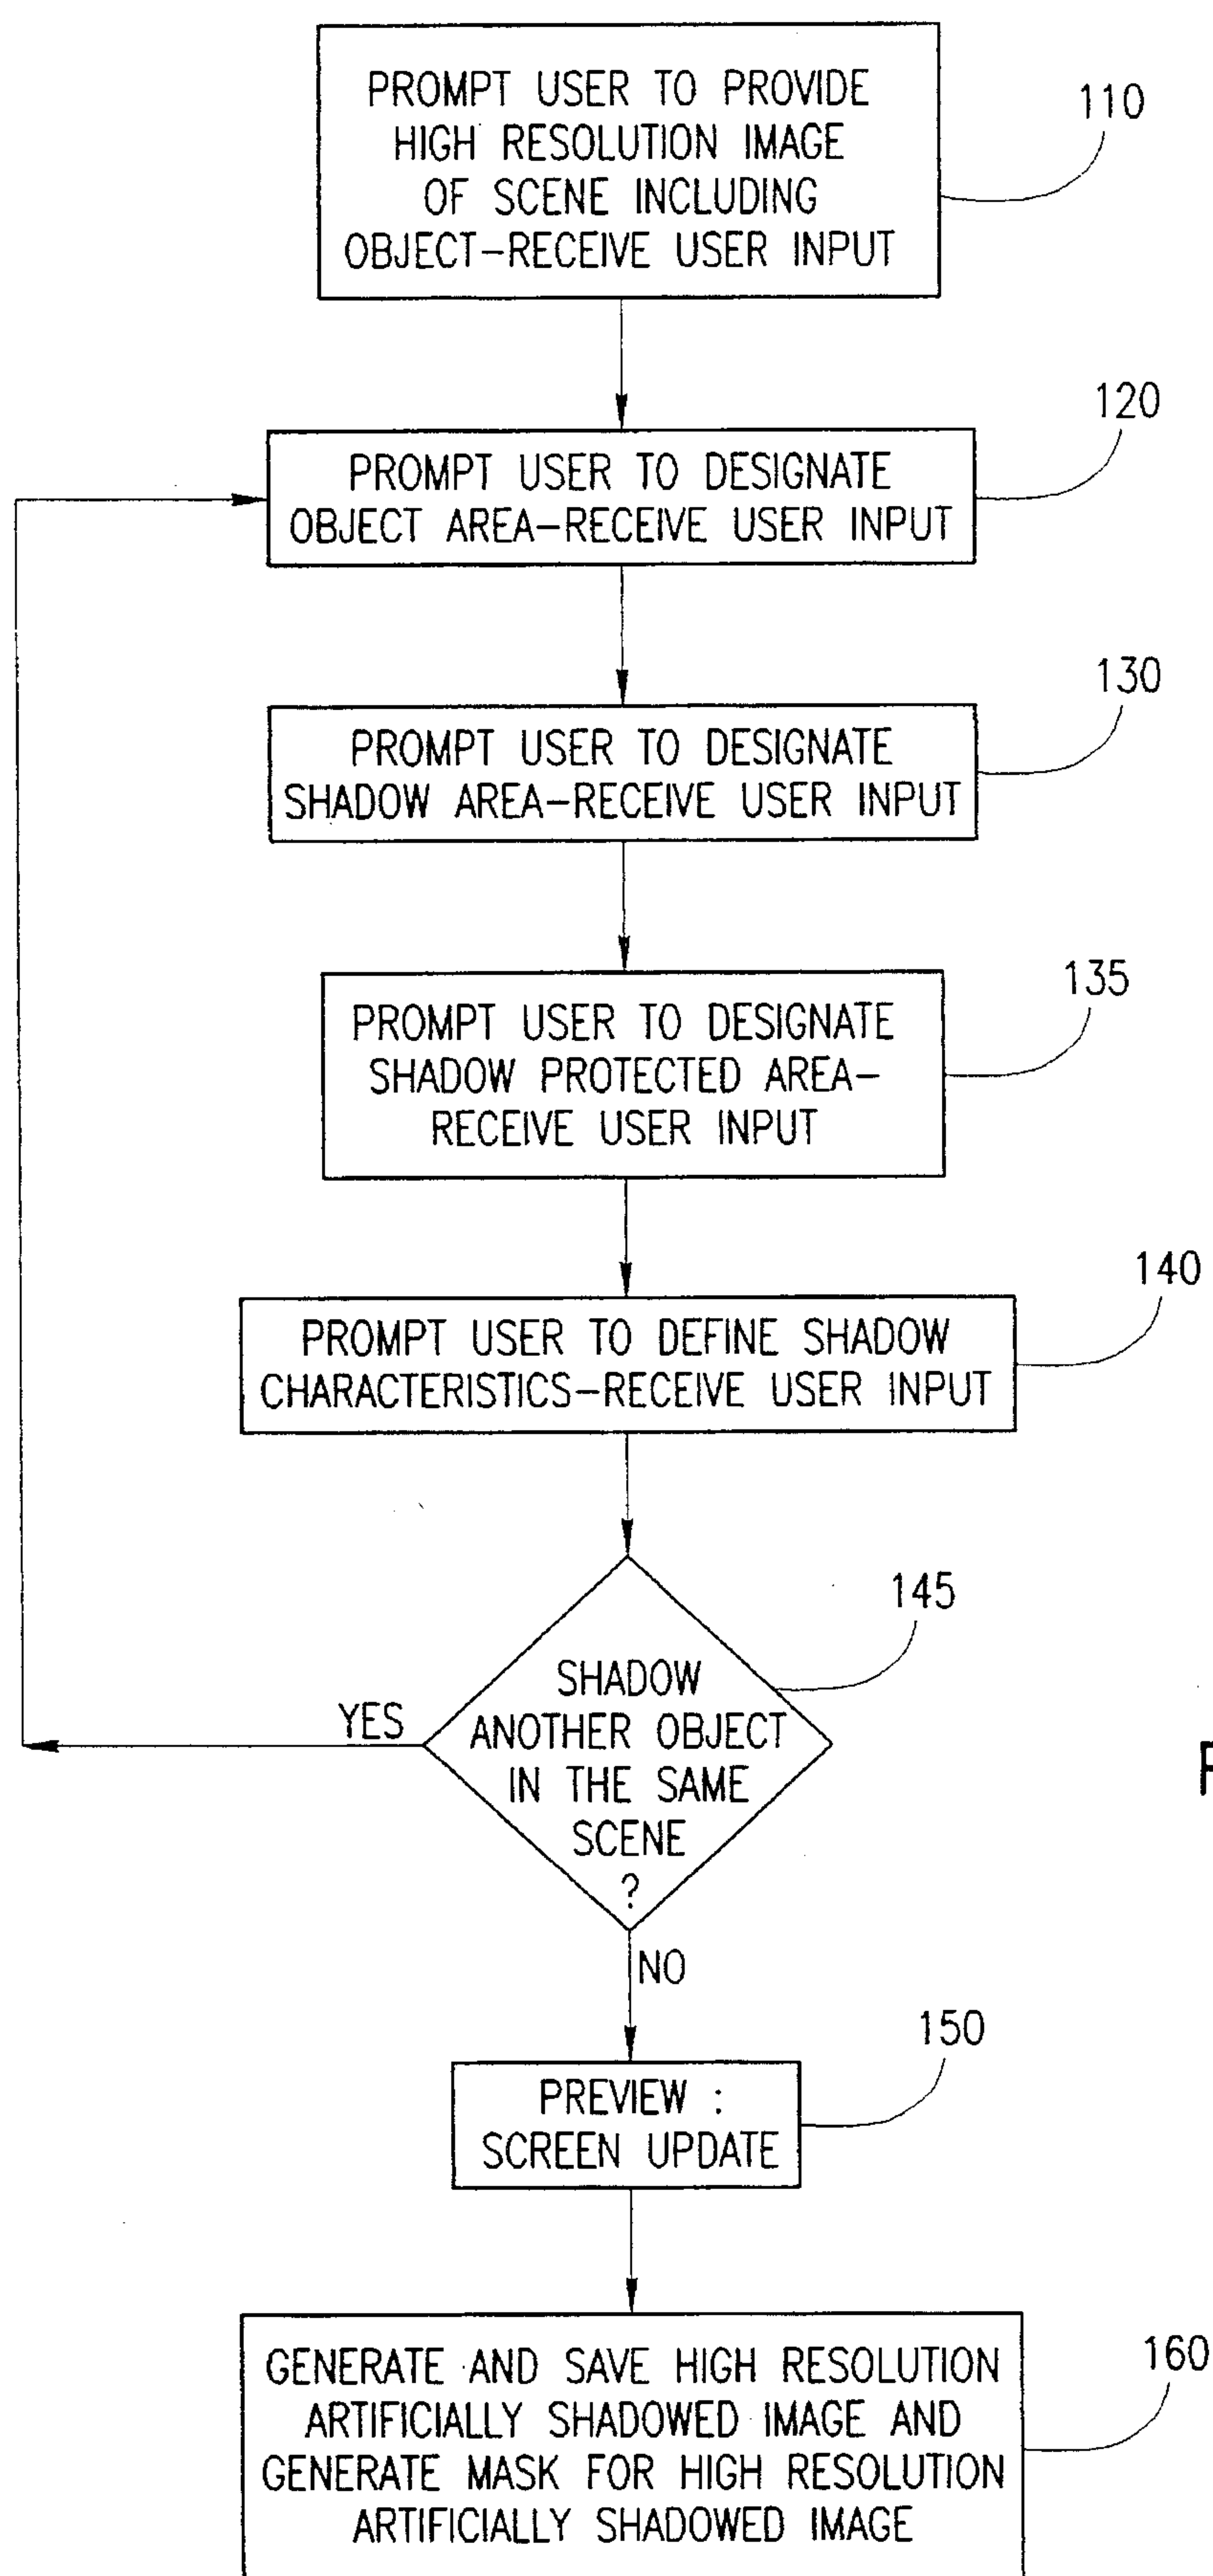 PROMPT USER TO PROVIDE
HIGH RESOLUTION IMAGE
OF SCENE INCLUDING
OBJECT-RECEIVE USER INPUT
110
PROMPT USER TO DESIGNATE
OBJECT AREA-RECEIVE USER INPUT
120
PROMPT USER TO DESIGNATE
SHADOW AREA-RECEIVE USER INPUT
130
PROMPT USER TO DESIGNATE
SHADOW PROTECTED AREA-
RECEIVE USER INPUT
135
PROMPT USER TO DEFINE SHADOW
CHARACTERISTICS-RECEIVE USER INPUT
140
SHADOW
ANOTHER OBJECT
IN THE SAME
SCENE
?
145
YES
NO
PREVIEW :
SCREEN UPDATE
150
GENERATE AND SAVE HIGH RESOLUTION
ARTIFICIALLY SHADOWED IMAGE AND
GENERATE MASK FOR HIGH RESOLUTION
ARTIFICIALLY SHADOWED IMAGE
160